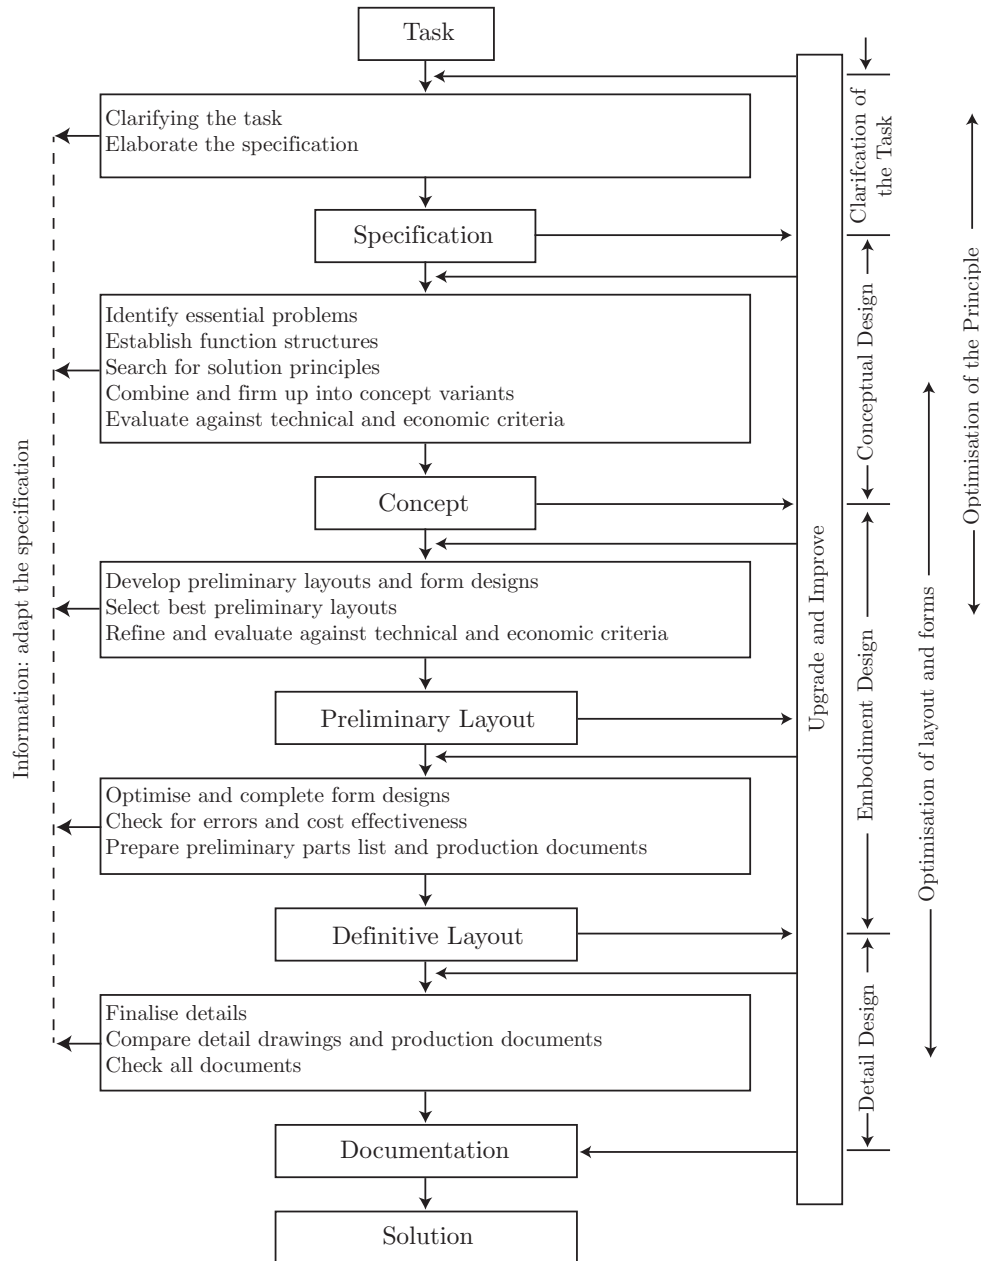 Task
Clarifying the task
Elaborate the specification
Specification
Identify essential problems
Establish function structures
Search for solution principles
Combine and firm up into concept variants
Evaluate against technical and economic criteria
Concept
Develop preliminary layouts and form designs
Select best preliminary layouts
Refine and evaluate against technical and economic criteria
Preliminary Layout
Optimise and complete form designs
Check for errors and cost effectiveness
Prepare preliminary parts list and production documents
Definitive Layout
Finalise details
Compare detail drawings and production documents
Check all documents
Documentation
Solution
Information: adapt the specification
Upgrade and Improve
Clarifcation of
the Task
Conceptual Design
Embodiment Design
Detail Design
Optimisation of layout and forms
Optimisation of the Principle